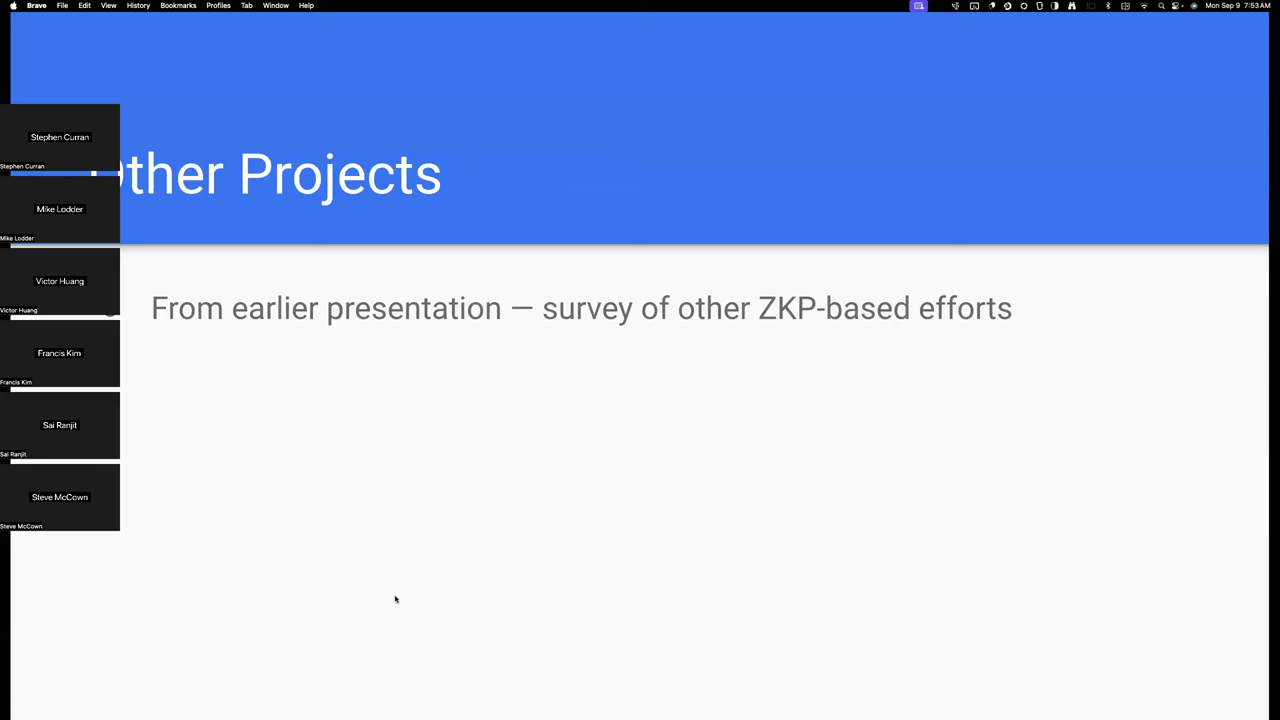 Brave File Edit View History Bookmarks Profiles Tab Window Help
Mon Sep 9 7:53 AM
Stephen Curran
Stephen Curran
Other Projects
Mike Lodder
Mike Lodder
Victor Huang
Victor Huang
From earlier presentation — survey of other ZKP-based efforts
Francis Kim
Francis Kim
Sai Ranjit
Sai Ranjit
Steve McCown
Steve McCown